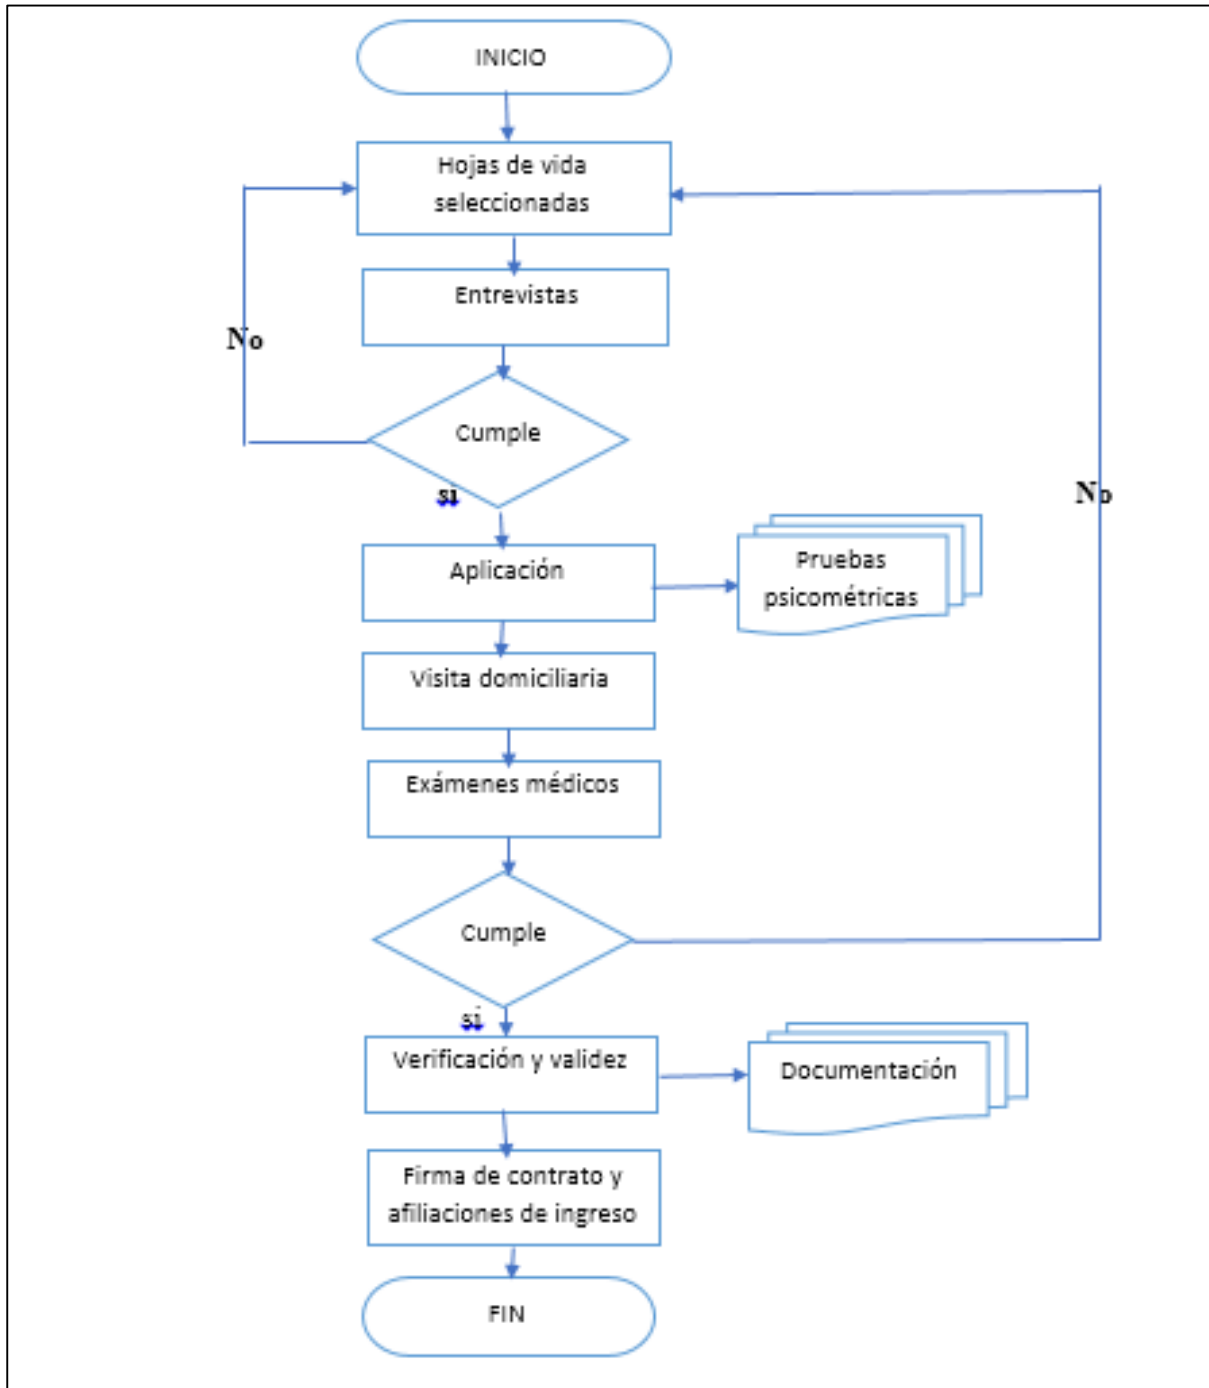 INICIO
Hojas de vida
seleccionadas
Entrevistas
No
Cumple
si
No
Aplicación
Pruebas
psicométricas
Visita domiciliaria
Exámenes médicos
Cumple
si
Verificación y validez
Documentación
Firma de contrato y
afiliaciones de ingreso
FIN